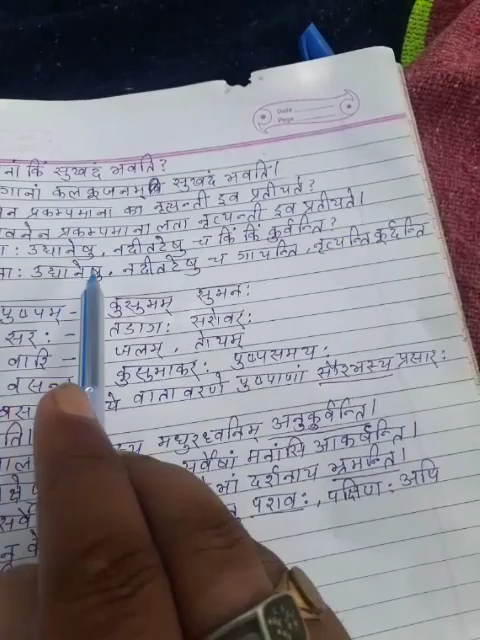 Date
Page
नां किं सुखदं भवति?
गानां कलकूजनम् सुखदं भवति।
न प्रकम्पमाना का नृत्यन्ती इव प्रतीयते?
वनेन प्रकम्पमाना लता नृत्यन्ती इव प्रतीयते।
ाः उद्यानेषु, नदीतटेषु च किं किं कुर्वन्ति?
ाः उद्यानेषु, नदीतटेषु च गायन्ति, नृत्यन्ति कूर्दन्ति
पुष्पम् - कुसुमम् सुमनः
सरः - तडागः सरोवरः
वारि - जलम्, तोयम्
वसन कुसुमाकरः पुष्पसमयः
ये वातावरणे पुष्पाणां सौरभस्य प्रसारः
ति। मधुरध्वनिम् अनुकुर्वन्ति।
सर्वेषां मनांसि आकर्षन्ति।
मां दर्शनाय भ्रमन्ति।
सर्वे पशवः, पक्षिणः अपि